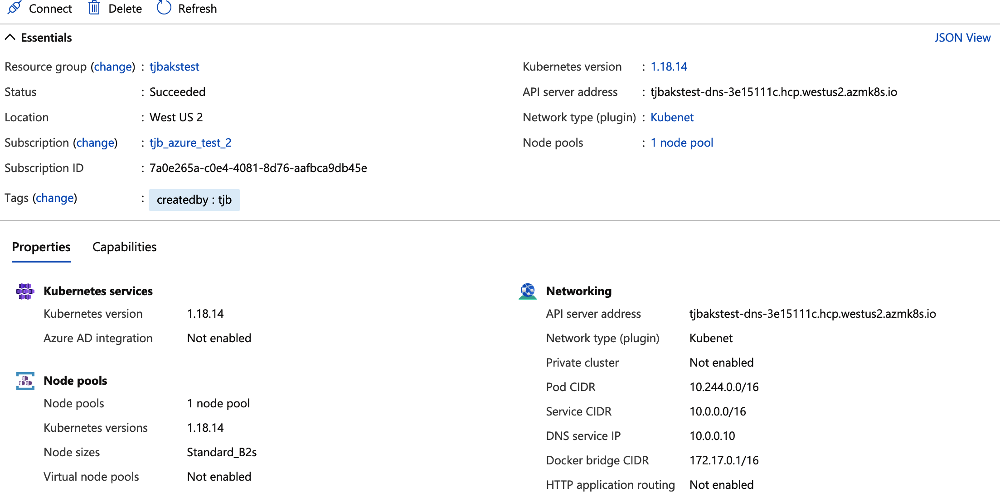 Connect Delete Refresh
Essentials
JSON View
Resource group (change) : tjbakstest
Status : Succeeded
Location : West US 2
Subscription (change) : tjb_azure_test_2
Subscription ID : 7a0e265a-c0e4-4081-8d76-aafbca9db45e
Tags (change) : createdby : tjb
Kubernetes version : 1.18.14
API server address : tjbakstest-dns-3e15111c.hcp.westus2.azmk8s.io
Network type (plugin) : Kubenet
Node pools : 1 node pool
Properties Capabilities
Kubernetes services
Kubernetes version 1.18.14
Azure AD integration Not enabled
Node pools
Node pools 1 node pool
Kubernetes versions 1.18.14
Node sizes Standard_B2s
Virtual node pools Not enabled
Networking
API server address tjbakstest-dns-3e15111c.hcp.westus2.azmk8s.io
Network type (plugin) Kubenet
Private cluster Not enabled
Pod CIDR 10.244.0.0/16
Service CIDR 10.0.0.0/16
DNS service IP 10.0.0.10
Docker bridge CIDR 172.17.0.1/16
HTTP application routing Not enabled